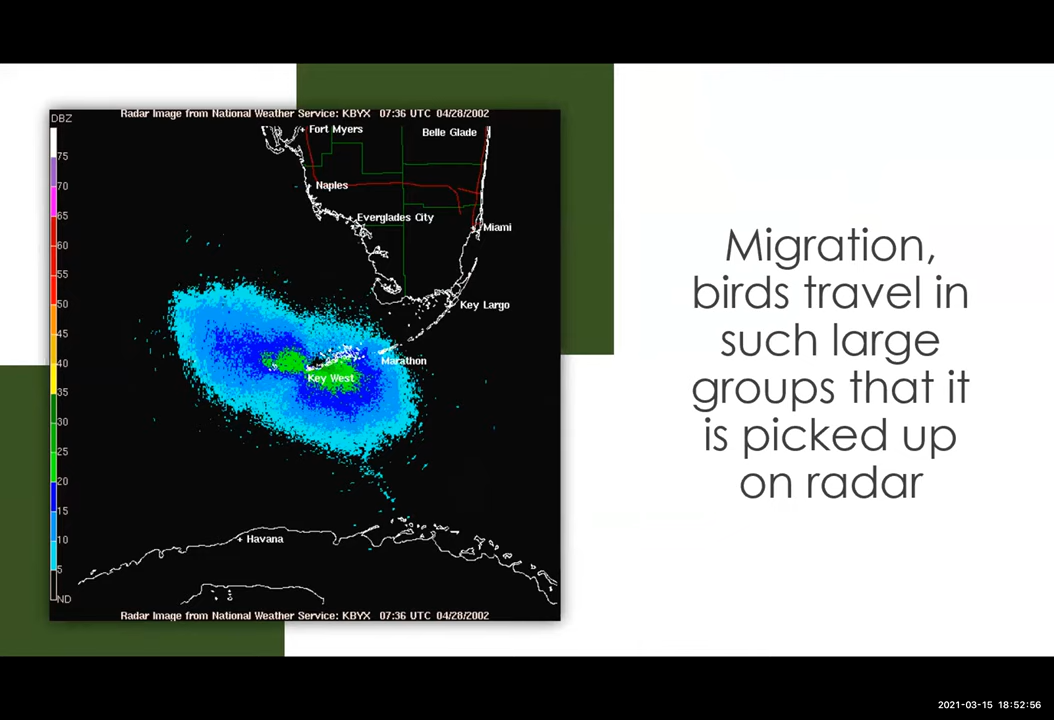 Radar Image from National Weather Service: KBYX 07:36 UTC 04/28/2002
DBZ
75
70
65
60
55
50
45
40
35
30
25
20
15
10
5
ND
Fort Myers
Belle Glade
Naples
Everglades City
Miami
Key Largo
Marathon
Key West
Havana
Radar Image from National Weather Service: KBYX 07:36 UTC 04/28/2002
Migration,
birds travel in
such large
groups that it
is picked up
on radar
2021-03-15 18:52:56